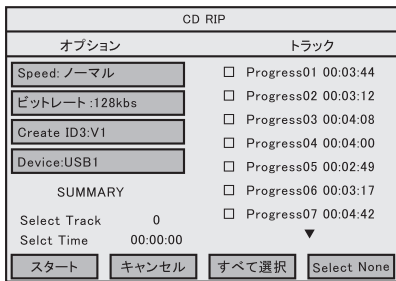 CD RIP
オプション
トラック
Speed: ノーマル
ビットレート :128kbs
Create ID3:V1
Device:USB1
SUMMARY
Select Track 0
Selct Time 00:00:00
□ Progress01 00:03:44
□ Progress02 00:03:12
□ Progress03 00:04:08
□ Progress04 00:04:00
□ Progress05 00:02:49
□ Progress06 00:03:17
□ Progress07 00:04:42
▼
スタート
キャンセル
すべて選択
Select None